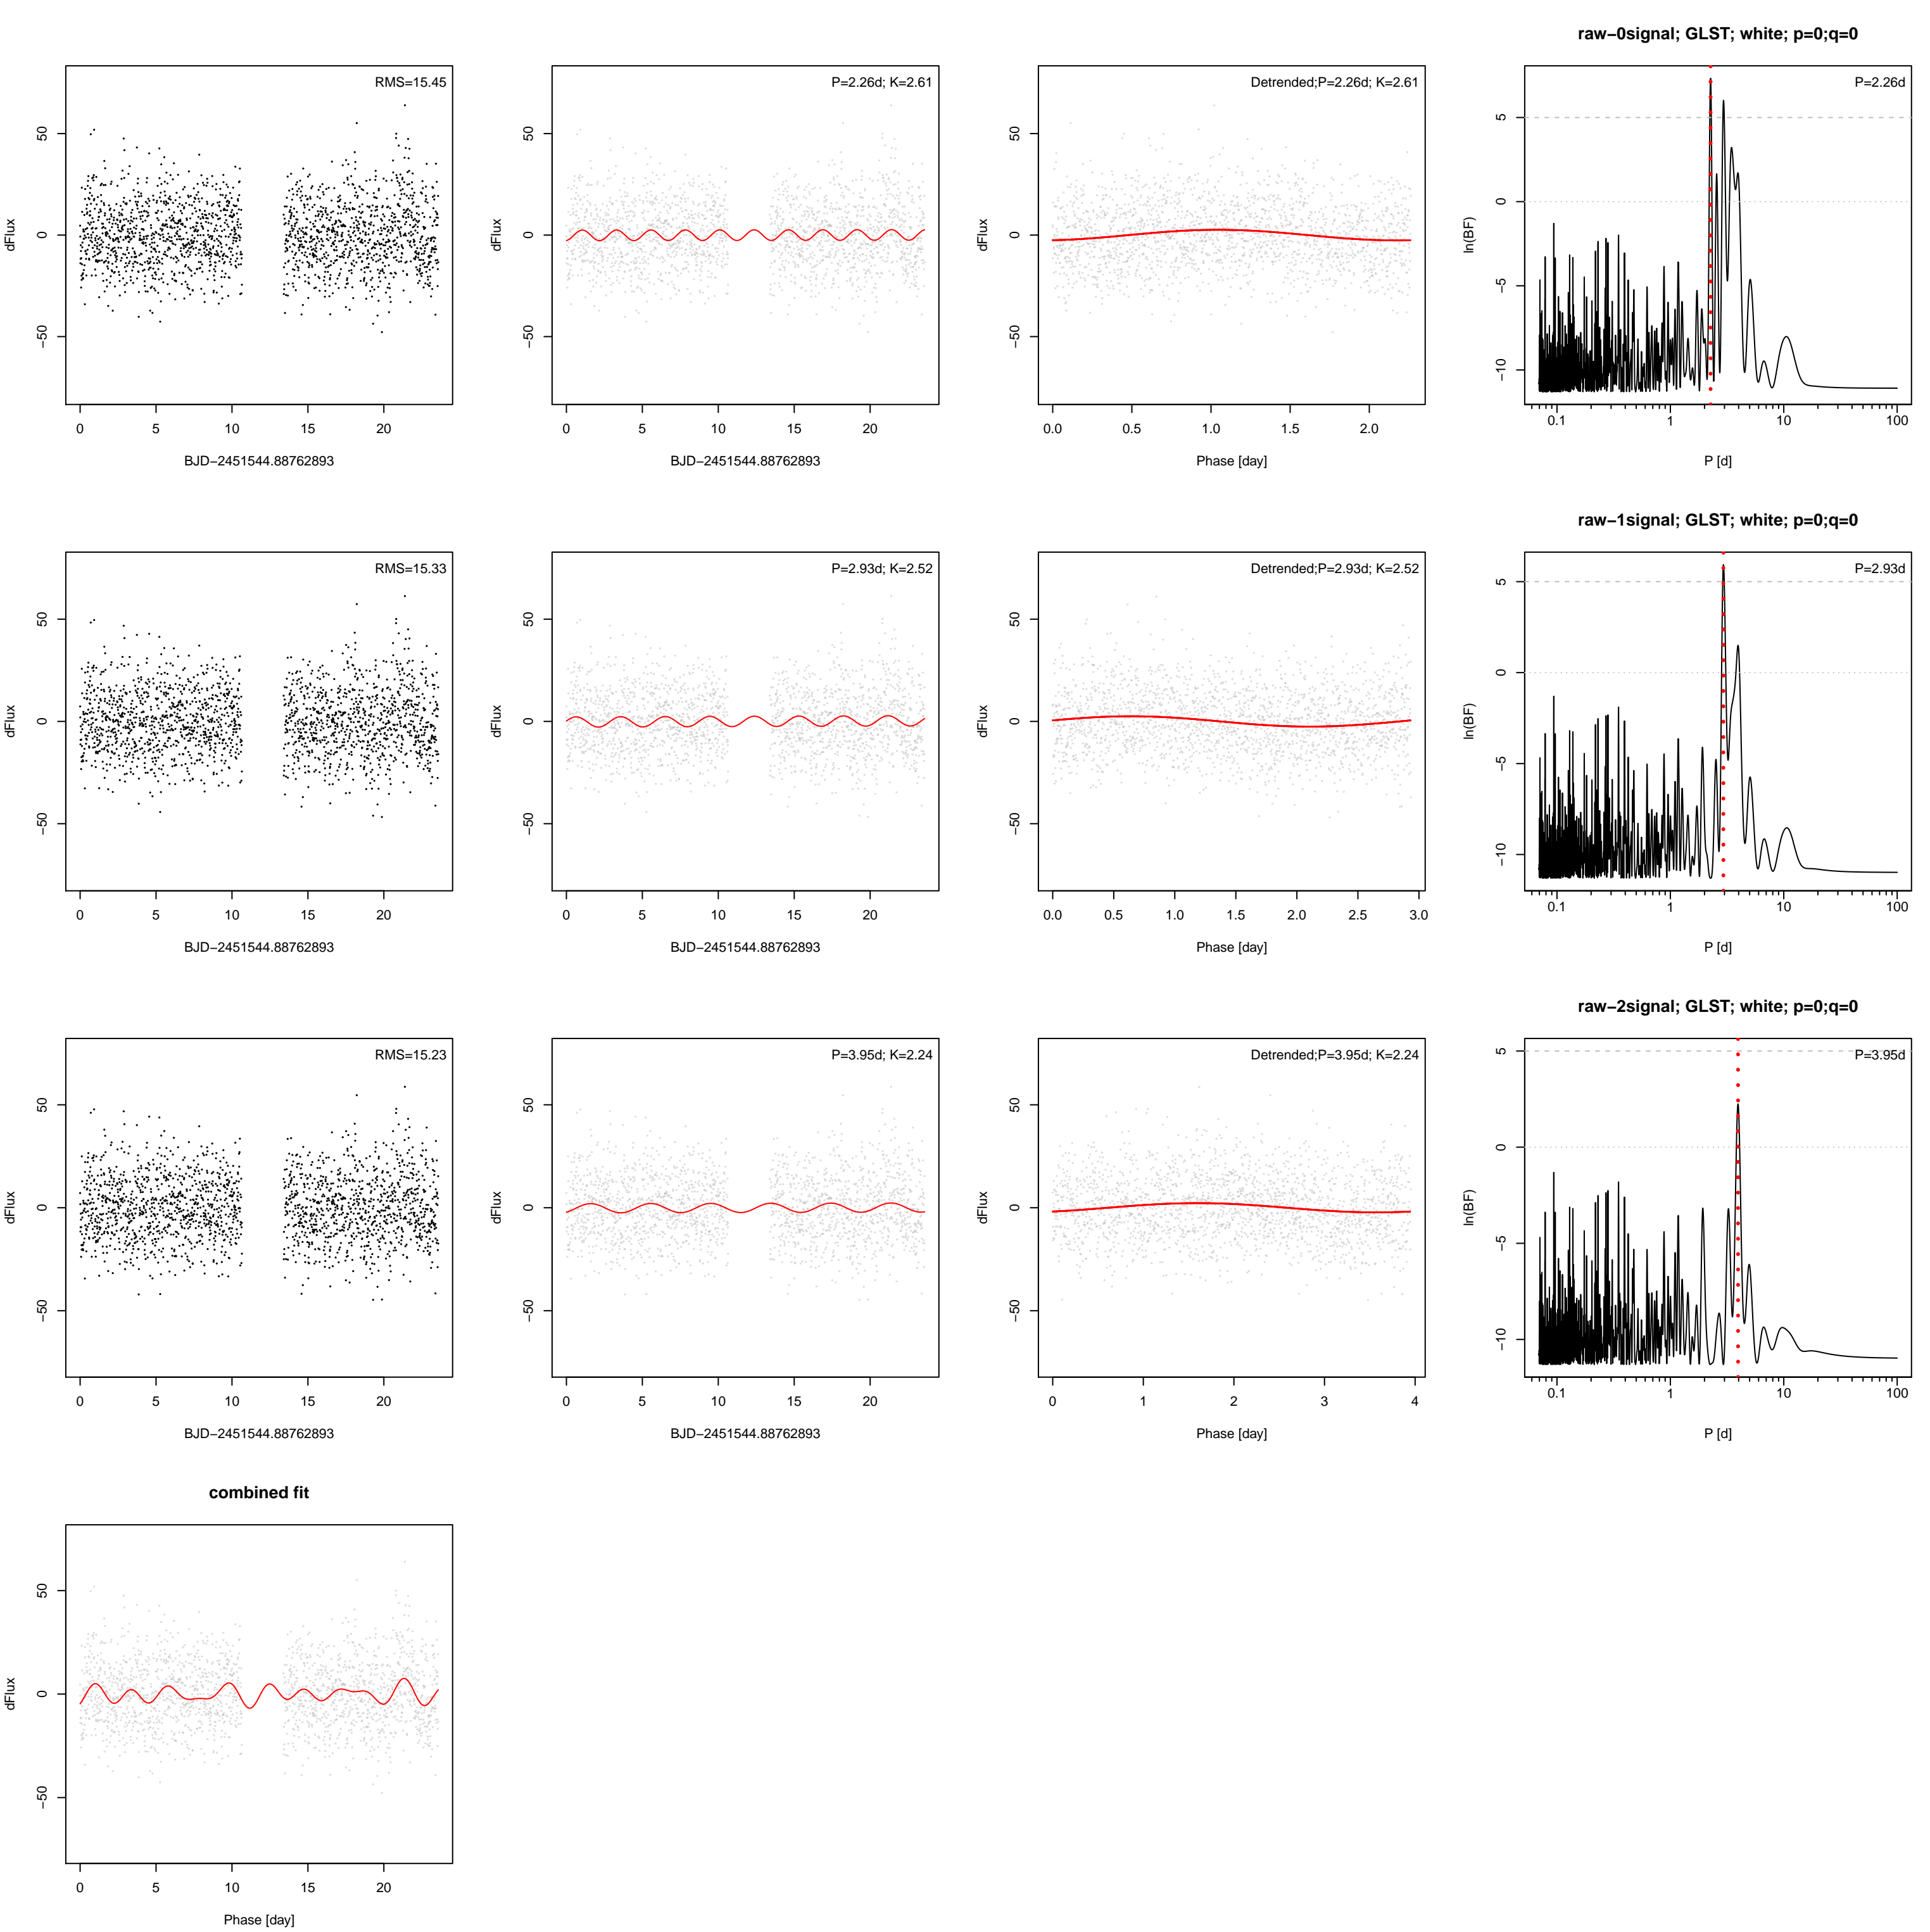 raw−0signal; GLST; white; p=0;q=0
RMS=15.45
dFlux
50
0
−50
0 5 10 15 20
BJD−2451544.88762893
P=2.26d; K=2.61
dFlux
50
0
−50
0 5 10 15 20
BJD−2451544.88762893
Detrended;P=2.26d; K=2.61
dFlux
50
0
−50
0.0 0.5 1.0 1.5 2.0
Phase [day]
P=2.26d
ln(BF)
5
0
−5
−10
0.1 1 10 100
P [d]
raw−1signal; GLST; white; p=0;q=0
RMS=15.33
dFlux
50
0
−50
0 5 10 15 20
BJD−2451544.88762893
P=2.93d; K=2.52
dFlux
50
0
−50
0 5 10 15 20
BJD−2451544.88762893
Detrended;P=2.93d; K=2.52
dFlux
50
0
−50
0.0 0.5 1.0 1.5 2.0 2.5 3.0
Phase [day]
P=2.93d
ln(BF)
5
0
−5
−10
0.1 1 10 100
P [d]
raw−2signal; GLST; white; p=0;q=0
RMS=15.23
dFlux
50
0
−50
0 5 10 15 20
BJD−2451544.88762893
P=3.95d; K=2.24
dFlux
50
0
−50
0 5 10 15 20
BJD−2451544.88762893
Detrended;P=3.95d; K=2.24
dFlux
50
0
−50
0 1 2 3 4
Phase [day]
P=3.95d
ln(BF)
5
0
−5
−10
0.1 1 10 100
P [d]
combined fit
dFlux
50
0
−50
0 5 10 15 20
Phase [day]